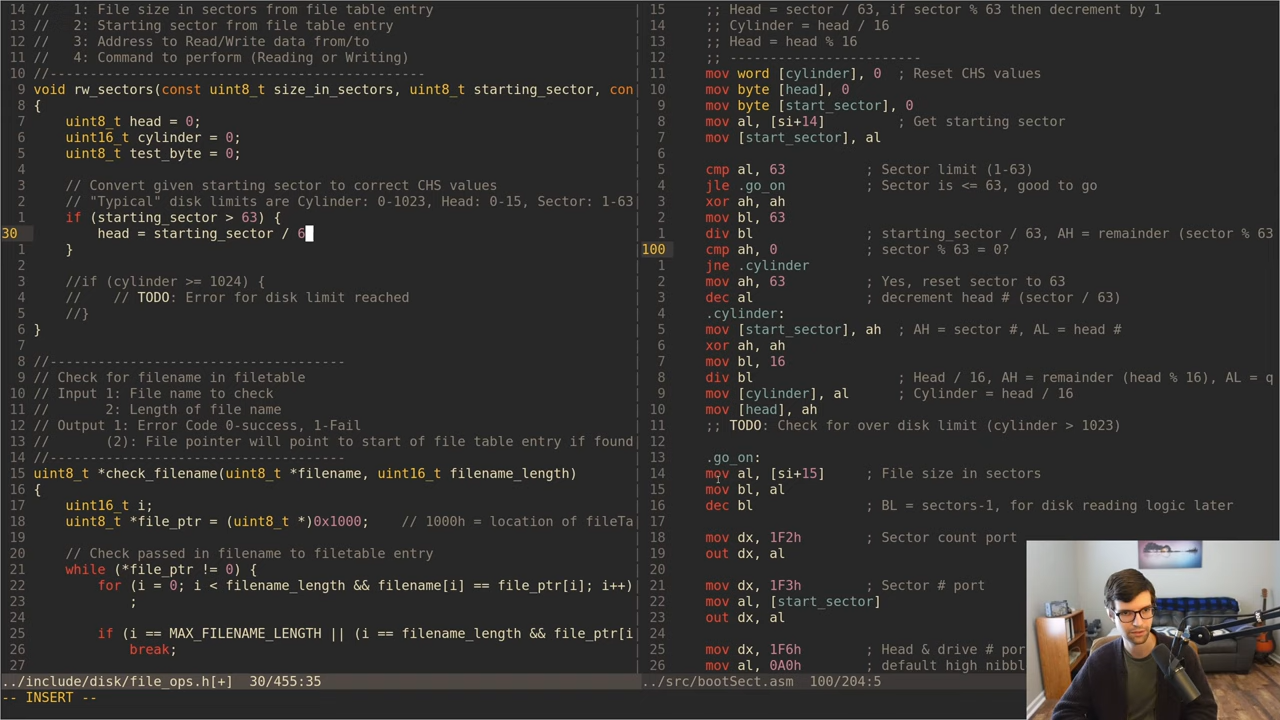 14 //   1: File size in sectors from file table entry
13 //   2: Starting sector from file table entry
12 //   3: Address to Read/Write data from/to
11 //   4: Command to perform (Reading or Writing)
10 //-----------------------------------------------
9 void rw_sectors(const uint8_t size_in_sectors, uint8_t starting_sector, con
8 {
7     uint8_t head = 0;
6     uint16_t cylinder = 0;
5     uint8_t test_byte = 0;
4
3     // Convert given starting sector to correct CHS values
2     // "Typical" disk limits are Cylinder: 0-1023, Head: 0-15, Sector: 1-63
1     if (starting_sector > 63) {
30         head = starting_sector / 6
1     }
2
3     //if (cylinder >= 1024) {
4     //    // TODO: Error for disk limit reached
5     //}
6 }
7
8 //-------------------------------------
9 // Check for filename in filetable
10 // Input 1: File name to check
11 //       2: Length of file name
12 // Output 1: Error Code 0-success, 1-Fail
13 //       (2): File pointer will point to start of file table entry if found
14 //-------------------------------------
15 uint8_t *check_filename(uint8_t *filename, uint16_t filename_length)
16 {
17     uint16_t i;
18     uint8_t *file_ptr = (uint8_t *)0x1000;    // 1000h = location of fileTa
19
20     // Check passed in filename to filetable entry
21     while (*file_ptr != 0) {
22         for (i = 0; i < filename_length && filename[i] == file_ptr[i]; i++)
23             ;
24
25         if (i == MAX_FILENAME_LENGTH || (i == filename_length && file_ptr[i
26             break;
27
../include/disk/file_ops.h[+]  30/455:35
-- INSERT --
15 ;; Head = sector / 63, if sector % 63 then decrement by 1
14 ;; Cylinder = head / 16
13 ;; Head = head % 16
12 ;; ------------------------
11 mov word [cylinder], 0  ; Reset CHS values
10 mov byte [head], 0
9 mov byte [start_sector], 0
8 mov al, [si+14]         ; Get starting sector
7 mov [start_sector], al
6
5 cmp al, 63          ; Sector limit (1-63)
4 jle .go_on          ; Sector is <= 63, good to go
3 xor ah, ah
2 mov bl, 63
1 div bl              ; starting_sector / 63, AH = remainder (sector % 63
100 cmp ah, 0           ; sector % 63 = 0?
1 jne .cylinder
2 mov ah, 63          ; Yes, reset sector to 63
3 dec al              ; decrement head # (sector / 63)
4 .cylinder:
5 mov [start_sector], ah  ; AH = sector #, AL = head #
6 xor ah, ah
7 mov bl, 16
8 div bl                  ; Head / 16, AH = remainder (head % 16), AL = q
9 mov [cylinder], al      ; Cylinder = head / 16
10 mov [head], ah
11 ;; TODO: Check for over disk limit (cylinder > 1023)
12
13 .go_on:
14 mov al, [si+15]     ; File size in sectors
15 mov bl, al
16 dec bl              ; BL = sectors-1, for disk reading logic later
17
18 mov dx, 1F2h        ; Sector count port
19 out dx, al
20
21 mov dx, 1F3h        ; Sector # port
22 mov al, [start_sector]
23 out dx, al
24
25 mov dx, 1F6h        ; Head & drive # por
26 mov al, 0A0h        ; default high nibbl
../src/bootSect.asm  100/204:5